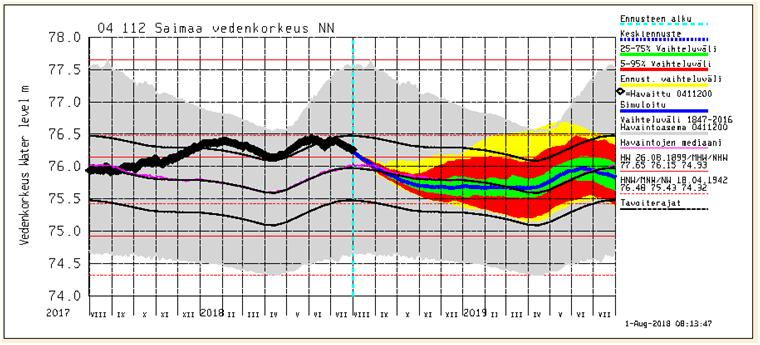 04 112 Saimaa vedenkorkeus NN
Vedenkorkeus Water level m
78.0
77.5
77.0
76.5
76.0
75.5
75.0
74.5
74.0
2017 VIII IX X XI XII 2018 II III IV V VI VII VIII IX X XI XII 2019 II III IV V VI VII
Ennusteen alku
Keskiennuste
25-75% Vaihteluväli
5-95% Vaihteluväli
Ennust. vaihteluväli
=Havaittu 0411200
Simuloitu
Vaihteluväli 1847-2016
Havaintoasema 0411200
Havaintojen mediaani
HW 26.08.1899/MHW/NHW
77.65 76.15 74.93
HNW/MNW/NW 18.04.1942
76.48 75.43 74.32
Tavoiterajat
1-Aug-2018 08:13:47